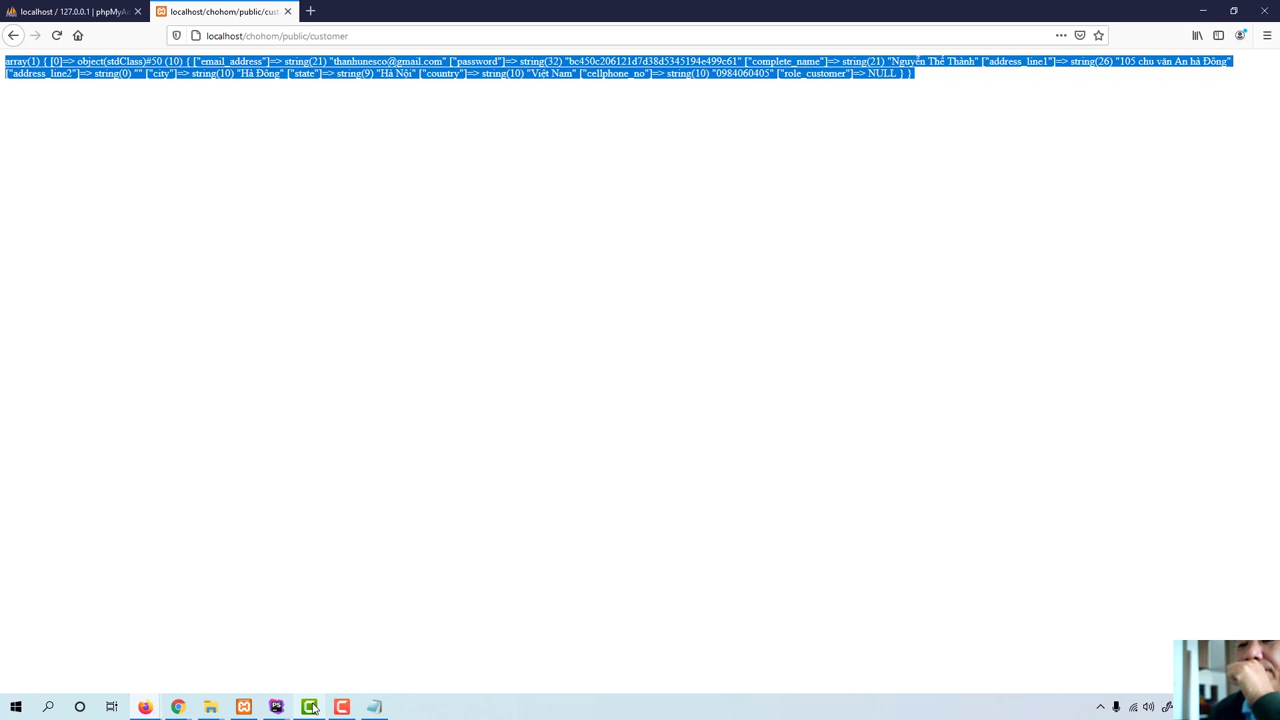 localhost / 127.0.0.1 | phpMyA
localhost/chohom/public/cust
localhost/chohom/public/customer
array(1) { [0]=> object(stdClass)#50 (10) { ["email_address"]=> string(21) "thanhunesco@gmail.com" ["password"]=> string(32) "bc450c206121d7d38d5345194e499c61" ["complete_name"]=> string(21) "Nguyễn Thế Thành" ["address_line1"]=> string(26) "105 chu văn An hà Đông"
["address_line2"]=> string(0) "" ["city"]=> string(10) "Hà Đông" ["state"]=> string(9) "Hà Nội" ["country"]=> string(10) "Việt Nam" ["cellphone_no"]=> string(10) "0984060405" ["role_customer"]=> NULL } }
PS